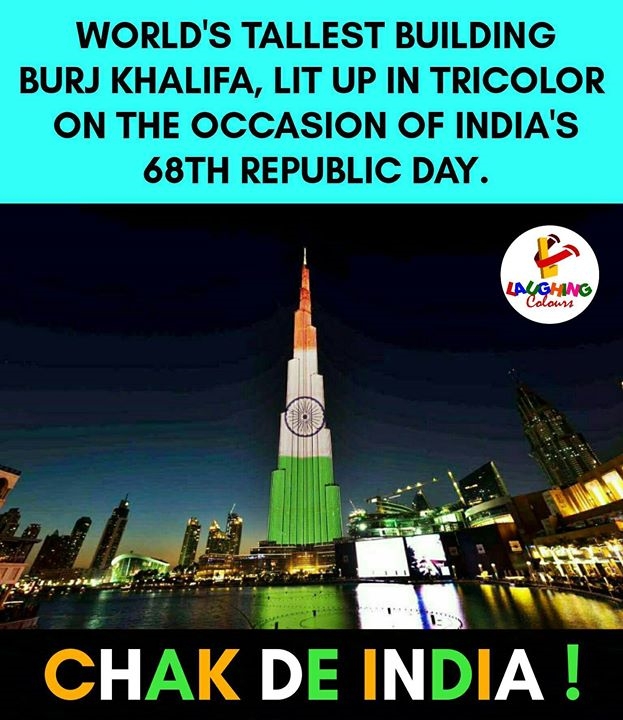 WORLD'S TALLEST BUILDING
BURJ KHALIFA, LIT UP IN TRICOLOR
ON THE OCCASION OF INDIA'S
68TH REPUBLIC DAY.
LAUGHING
Colours
CHAK DE INDIA !